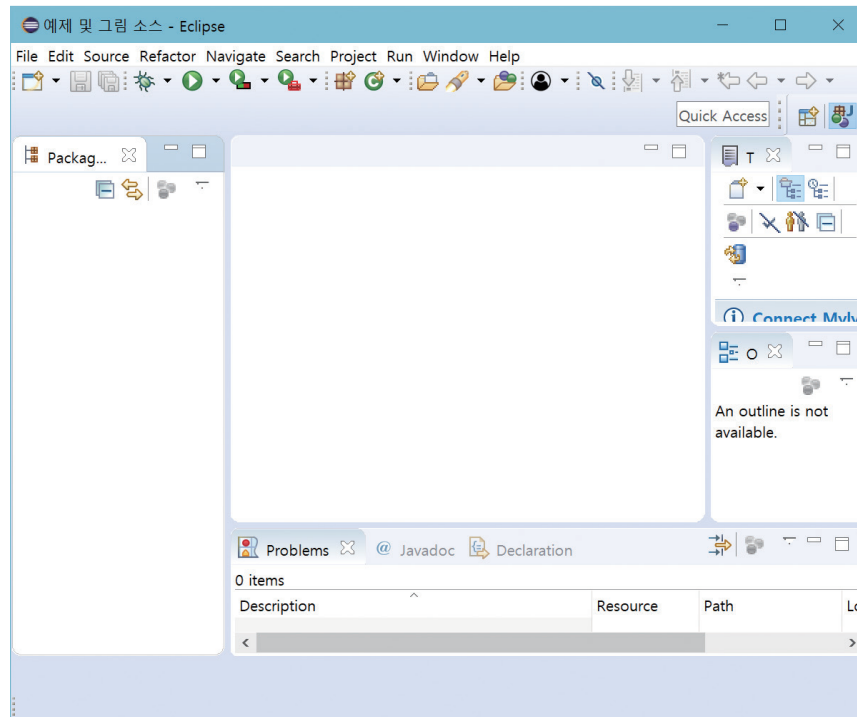 예제 및 그림 소스 - Eclipse
File Edit Source Refactor Navigate Search Project Run Window Help
Quick Access
Packag...
T
Connect Myly
O
An outline is not
available.
Problems @ Javadoc Declaration
0 items
Description Resource Path Lo